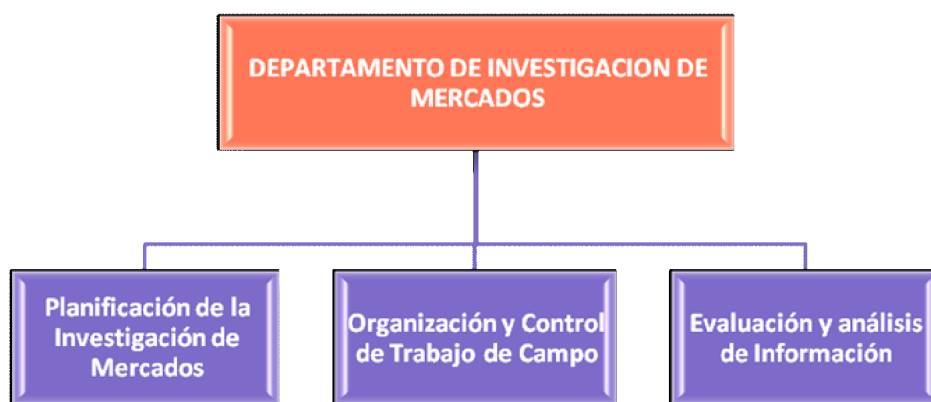 DEPARTAMENTO DE INVESTIGACION DE
MERCADOS
Planificación de la
Investigación de
Mercados
Organización y Control
de Trabajo de Campo
Evaluación y análisis
de Información